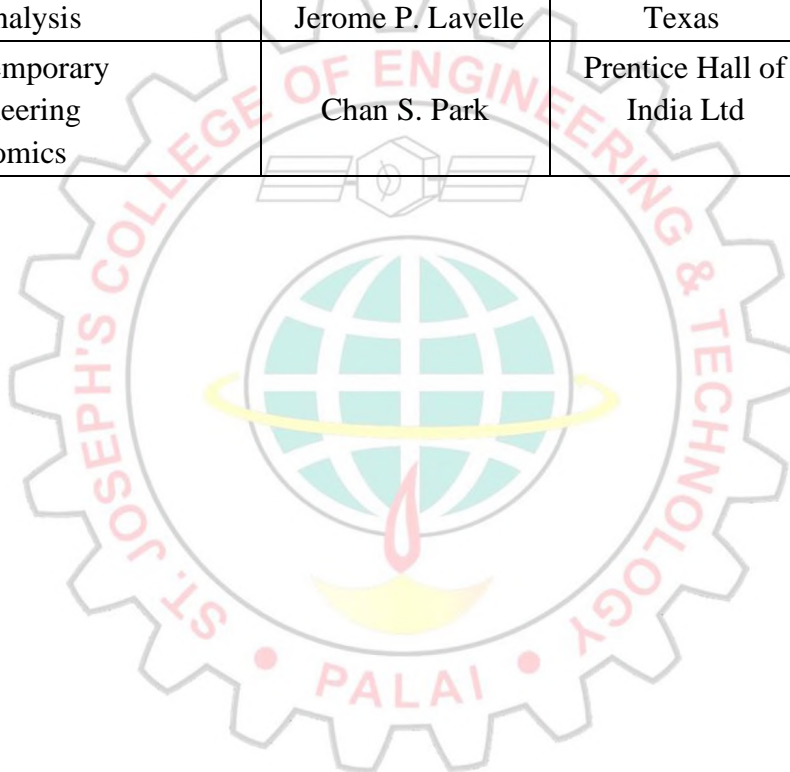 nalysis
Jerome P. Lavelle
Texas
emporary
eering
omics
Chan S. Park
Prentice Hall of
India Ltd
ST. JOSEPH'S COLLEGE OF ENGINEERING & TECHNOLOGY
• PALAI •